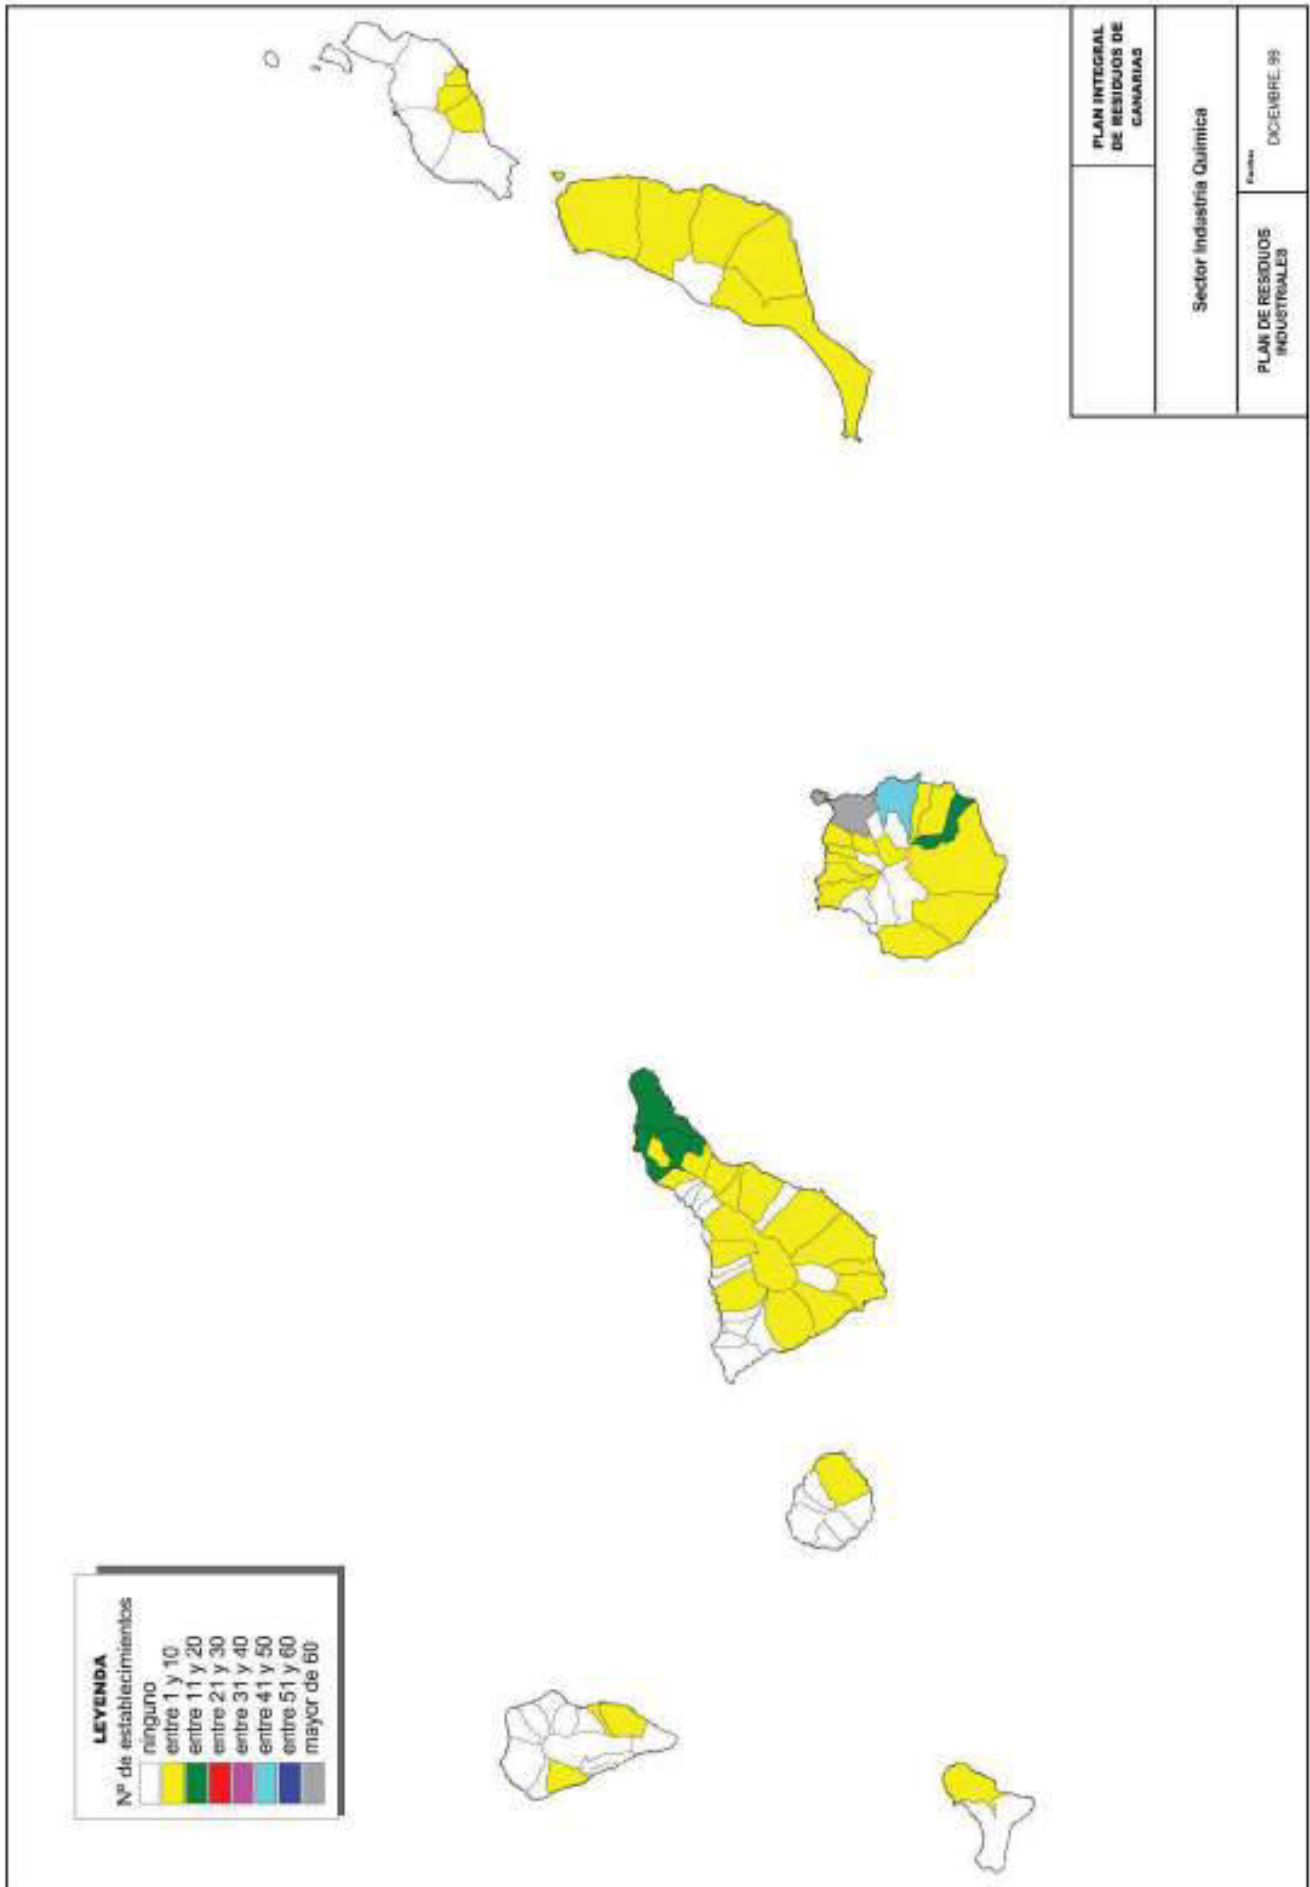 LEYENDA
Nº de establecimientos
ninguno
entre 1 y 10
entre 11 y 20
entre 21 y 30
entre 31 y 40
entre 41 y 50
entre 51 y 60
mayor de 60
PLAN INTEGRAL
DE RESIDUOS DE
CANARIAS
Sector Industria Química
PLAN DE RESIDUOS
INDUSTRIALES
DICIEMBRE, 99